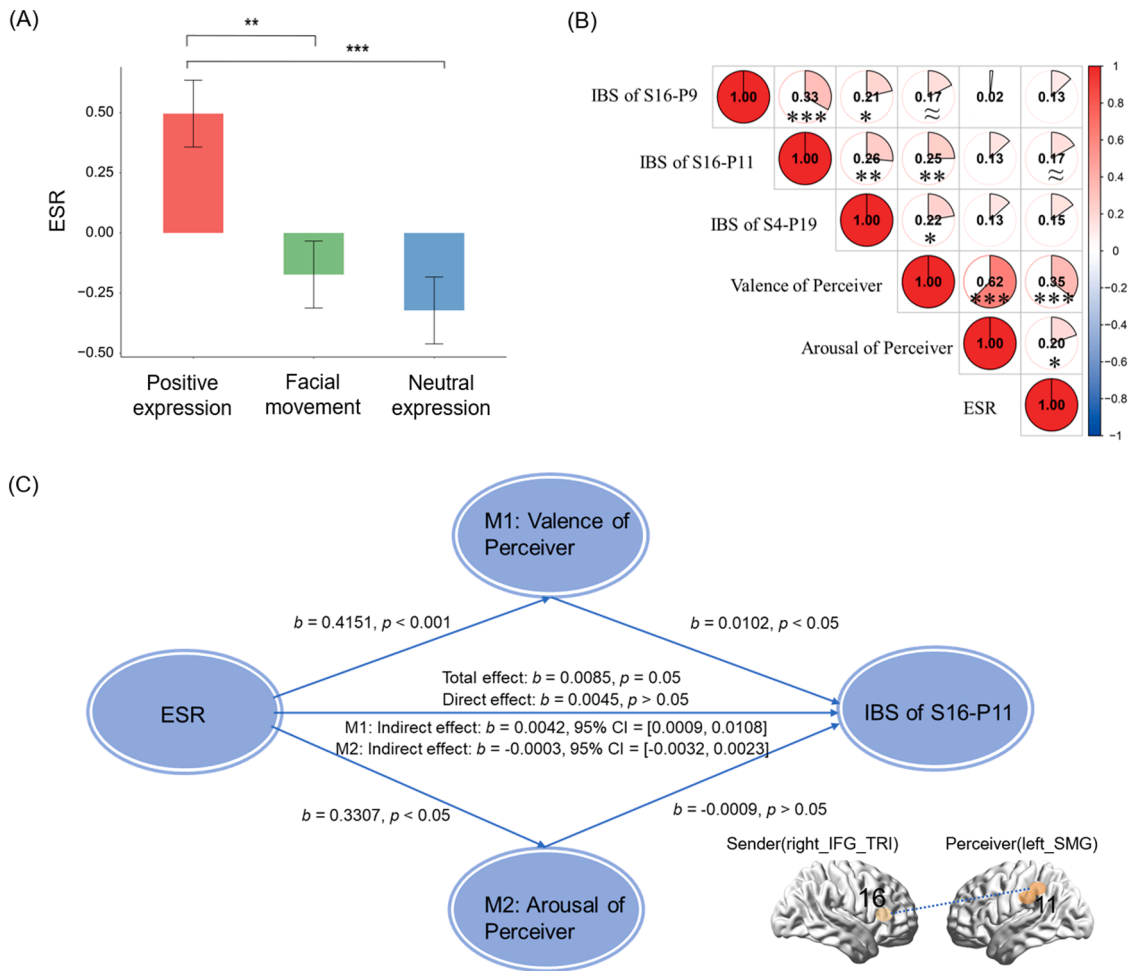 (A)
** 
***
ESR
0.50
0.25
0.00
−0.25
−0.50
Positive expression
Facial movement
Neutral expression
(B)
IBS of S16-P9
1.00 0.33 0.21 0.17 0.02 0.13
*** * ≈
IBS of S16-P11
1.00 0.26 0.25 0.13 0.17
** ** ≈
IBS of S4-P19
1.00 0.22 0.13 0.15
*
Valence of Perceiver
1.00 0.62 0.35
*** ***
Arousal of Perceiver
1.00 0.20
*
ESR
1.00
1
0.8
0.6
0.4
0.2
0
−0.2
−0.4
−0.6
−0.8
−1
(C)
M1: Valence of
Perceiver
b = 0.4151, p < 0.001
b = 0.0102, p < 0.05
ESR
Total effect: b = 0.0085, p = 0.05
Direct effect: b = 0.0045, p > 0.05
M1: Indirect effect: b = 0.0042, 95% CI = [0.0009, 0.0108]
M2: Indirect effect: b = -0.0003, 95% CI = [-0.0032, 0.0023]
IBS of S16-P11
b = 0.3307, p < 0.05
b = -0.0009, p > 0.05
M2: Arousal of
Perceiver
Sender(right_IFG_TRI)
Perceiver(left_SMG)
16
11